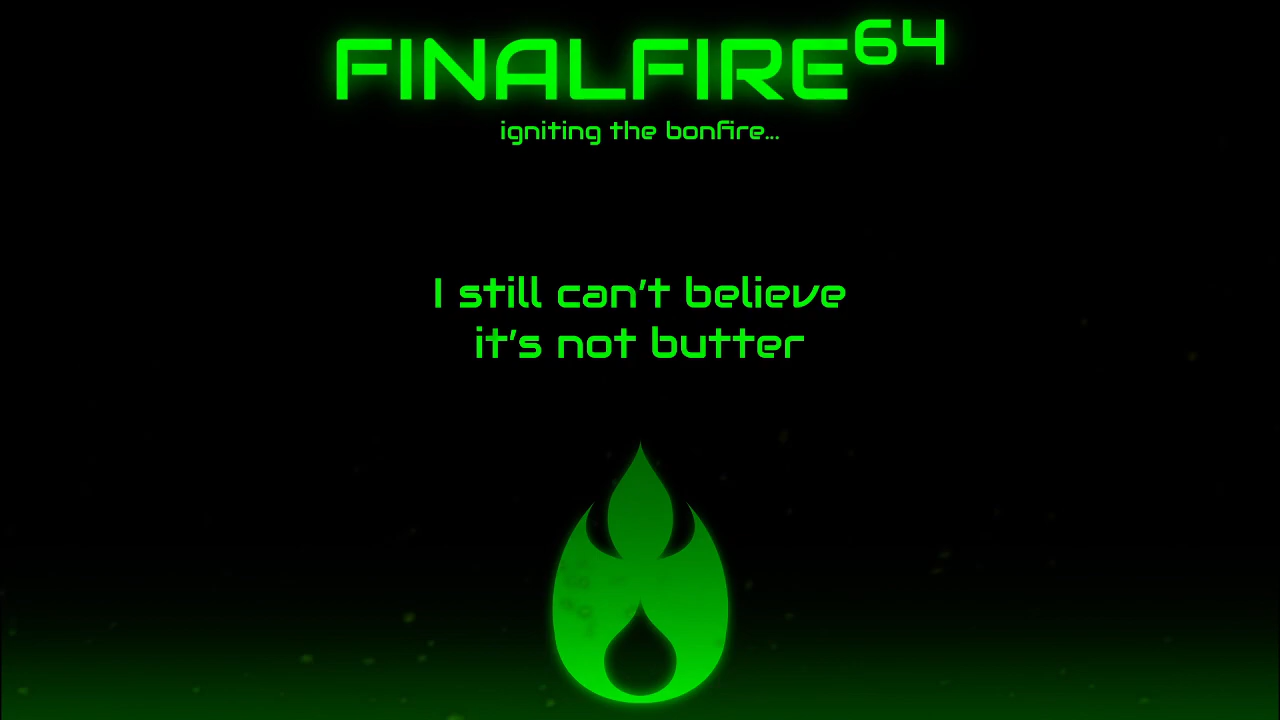 FINALFIRE64
igniting the bonfire...
I still can't believe
it's not butter